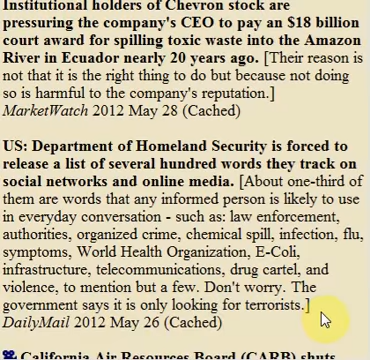 Institutional holders of Chevron stock are
pressuring the company's CEO to pay an $18 billion
court award for spilling toxic waste into the Amazon
River in Ecuador nearly 20 years ago. [Their reason is
not that it is the right thing to do but because not doing
so is harmful to the company's reputation.]
MarketWatch 2012 May 28 (Cached)
US: Department of Homeland Security is forced to
release a list of several hundred words they track on
social networks and online media. [About one-third of
them are words that any informed person is likely to use
in everyday conversation - such as: law enforcement,
authorities, organized crime, chemical spill, infection, flu,
symptoms, World Health Organization, E-Coli,
infrastructure, telecommunications, drug cartel, and
violence, to mention but a few. Don't worry. The
government says it is only looking for terrorists.]
DailyMail 2012 May 26 (Cached)
California Air Resources Board (CARB) shuts